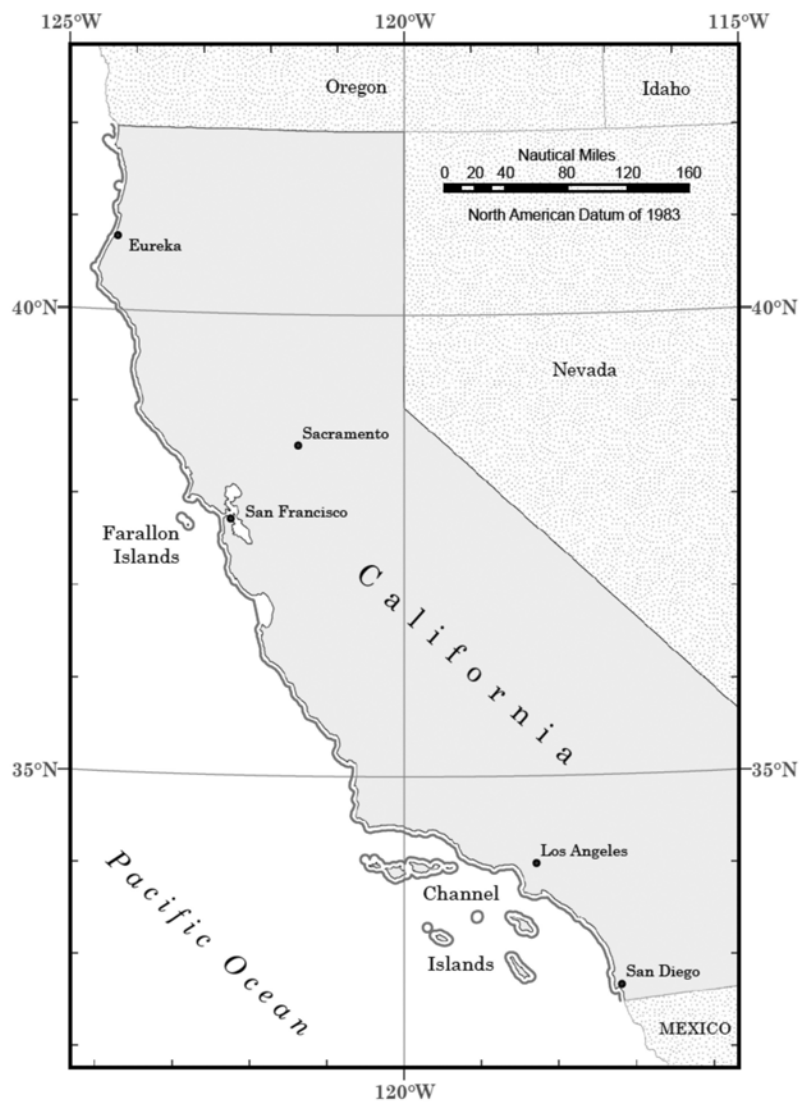 125°W 120°W 115°W
Oregon
Idaho
Nautical Miles
0 20 40 80 120 160
North American Datum of 1983
Eureka
40°N
40°N
Nevada
Sacramento
San Francisco
Farallon
Islands
California
35°N
35°N
Los Angeles
Pacific Ocean
Channel
Islands
San Diego
MEXICO
120°W